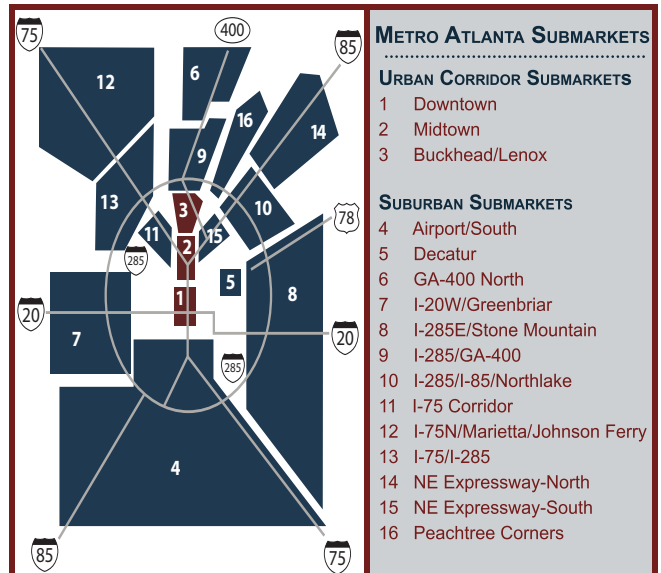 75
400
85
12
6
16
14
9
13
3
10
11
15
2
78
285
5
1
8
20
7
20
285
4
85
75
METRO ATLANTA SUBMARKETS
URBAN CORRIDOR SUBMARKETS
1 Downtown
2 Midtown
3 Buckhead/Lenox
SUBURBAN SUBMARKETS
4 Airport/South
5 Decatur
6 GA-400 North
7 I-20W/Greenbriar
8 I-285E/Stone Mountain
9 I-285/GA-400
10 I-285/I-85/Northlake
11 I-75 Corridor
12 I-75N/Marietta/Johnson Ferry
13 I-75/I-285
14 NE Expressway-North
15 NE Expressway-South
16 Peachtree Corners